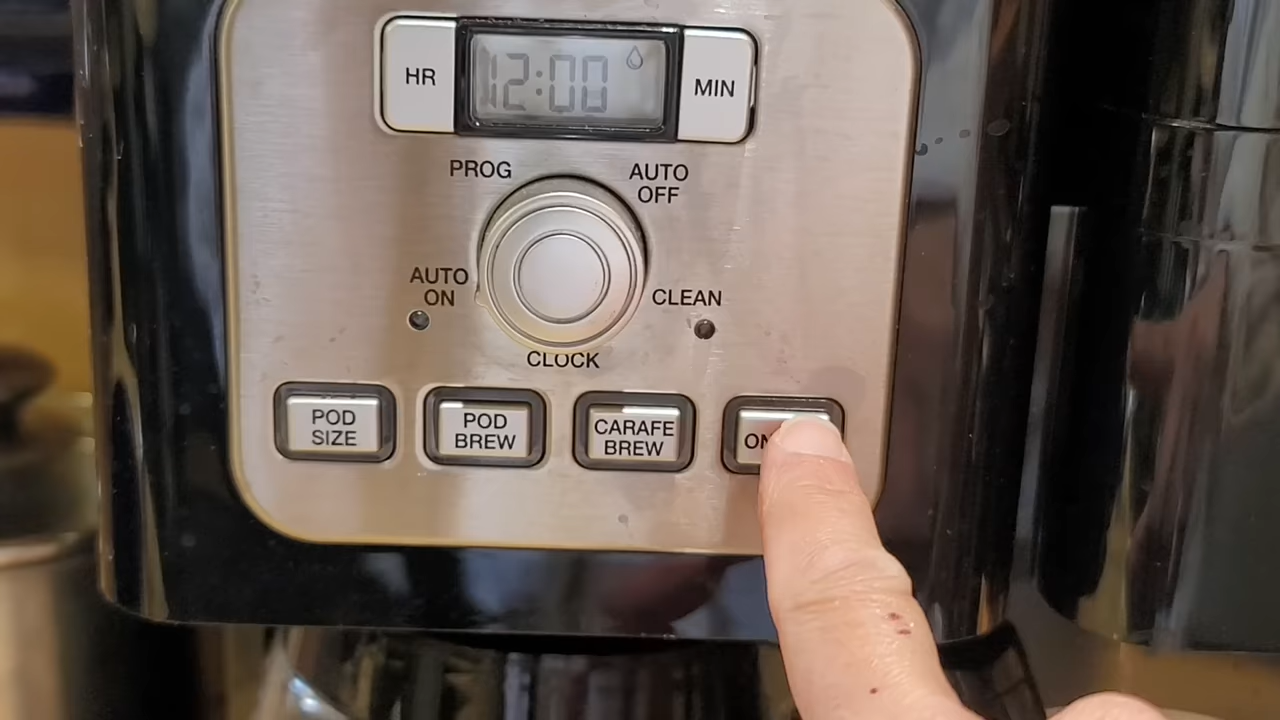 HR
12:00
MIN
PROG
AUTO
OFF
AUTO
ON
CLEAN
CLOCK
POD
SIZE
POD
BREW
CARAFE
BREW